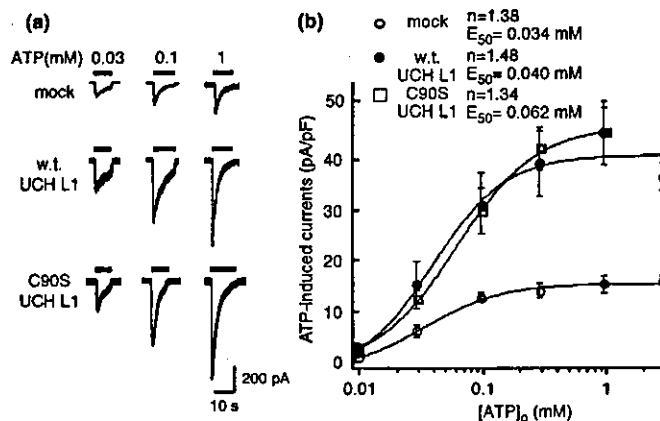 (a)
ATP(mM) 0.03 0.1 1
mock
w.t.
UCH L1
C90S
UCH L1
200 pA
10 s
(b)
mock n=1.38
E50= 0.034 mM
w.t. n=1.48
UCH L1 E50= 0.040 mM
C90S n=1.34
UCH L1 E50= 0.062 mM
ATP-induced currents (pA/pF)
50
40
30
20
10
0
0.01 0.1 1
[ATP]o (mM)